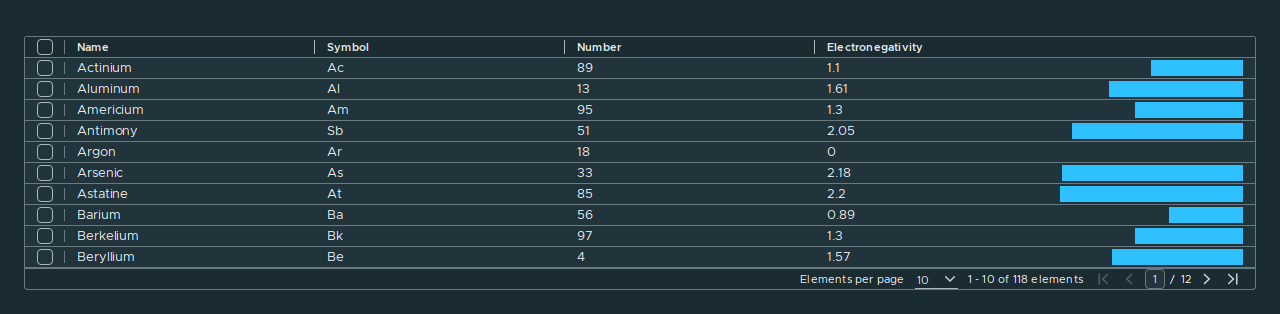 Name Symbol Number Electronegativity
Actinium Ac 89 1.1
Aluminum Al 13 1.61
Americium Am 95 1.3
Antimony Sb 51 2.05
Argon Ar 18 0
Arsenic As 33 2.18
Astatine At 85 2.2
Barium Ba 56 0.89
Berkelium Bk 97 1.3
Beryllium Be 4 1.57
Elements per page 10 1 - 10 of 118 elements 1 / 12